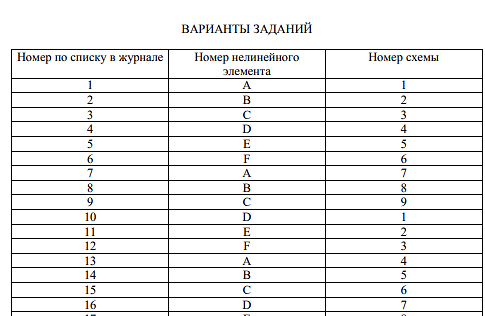 ВАРИАНТЫ ЗАДАНИЙ
Номер по списку в журнале Номер нелинейного элемента Номер схемы
1 A 1
2 B 2
3 C 3
4 D 4
5 E 5
6 F 6
7 A 7
8 B 8
9 C 9
10 D 1
11 E 2
12 F 3
13 A 4
14 B 5
15 C 6
16 D 7